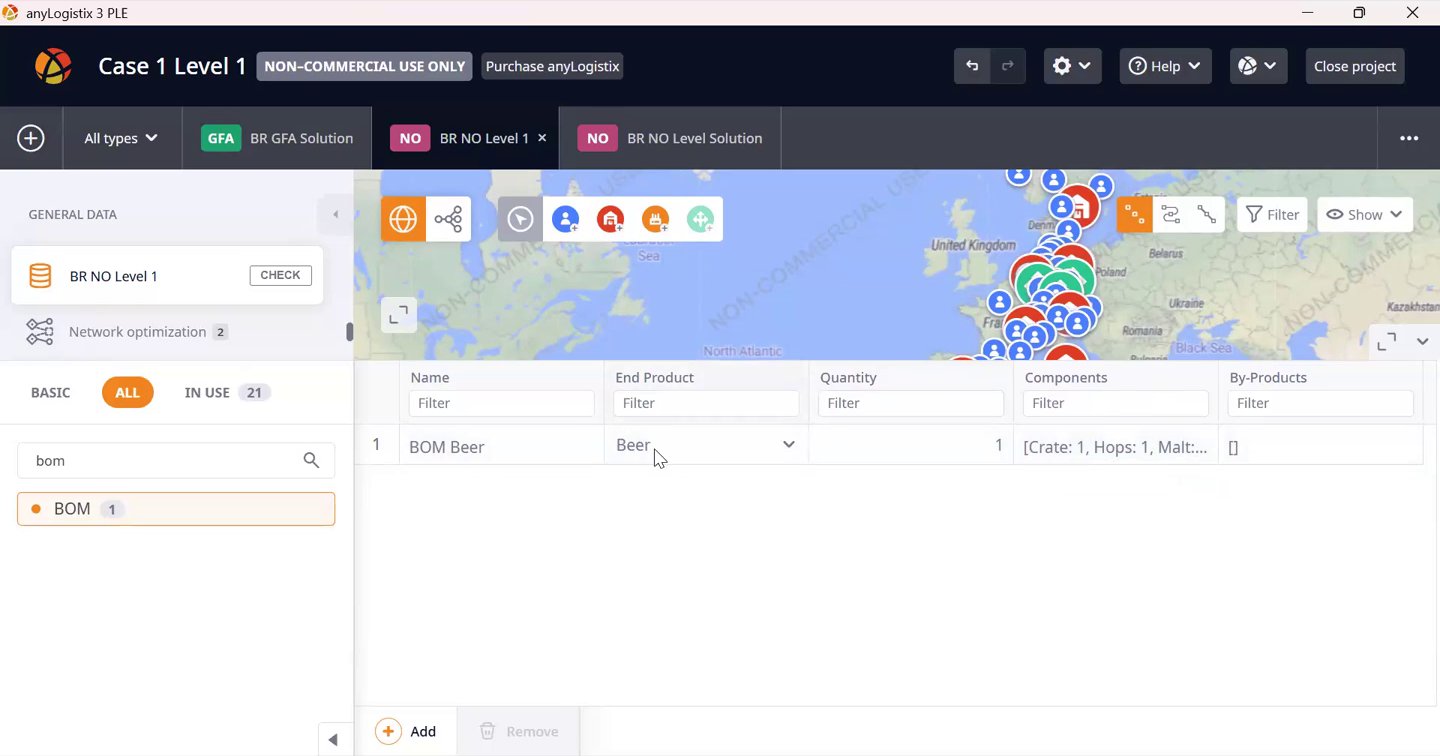 anyLogistix 3 PLE
Case 1 Level 1
NON-COMMERCIAL USE ONLY
Purchase anyLogistix
Help
Close project
All types
GFA BR GFA Solution
NO BR NO Level 1
NO BR NO Level Solution
GENERAL DATA
BR NO Level 1
CHECK
Network optimization 2
BASIC
ALL
IN USE 21
bom
BOM 1
Filter
Show
United Kingdom
Belarus
Poland
Ukraine
Kazakhstan
Romania
Black Sea
Sea
North Atlantic
Name End Product Quantity Components By-Products
Filter Filter Filter Filter Filter
1 BOM Beer Beer 1 [Crate: 1, Hops: 1, Malt:... []
Add
Remove